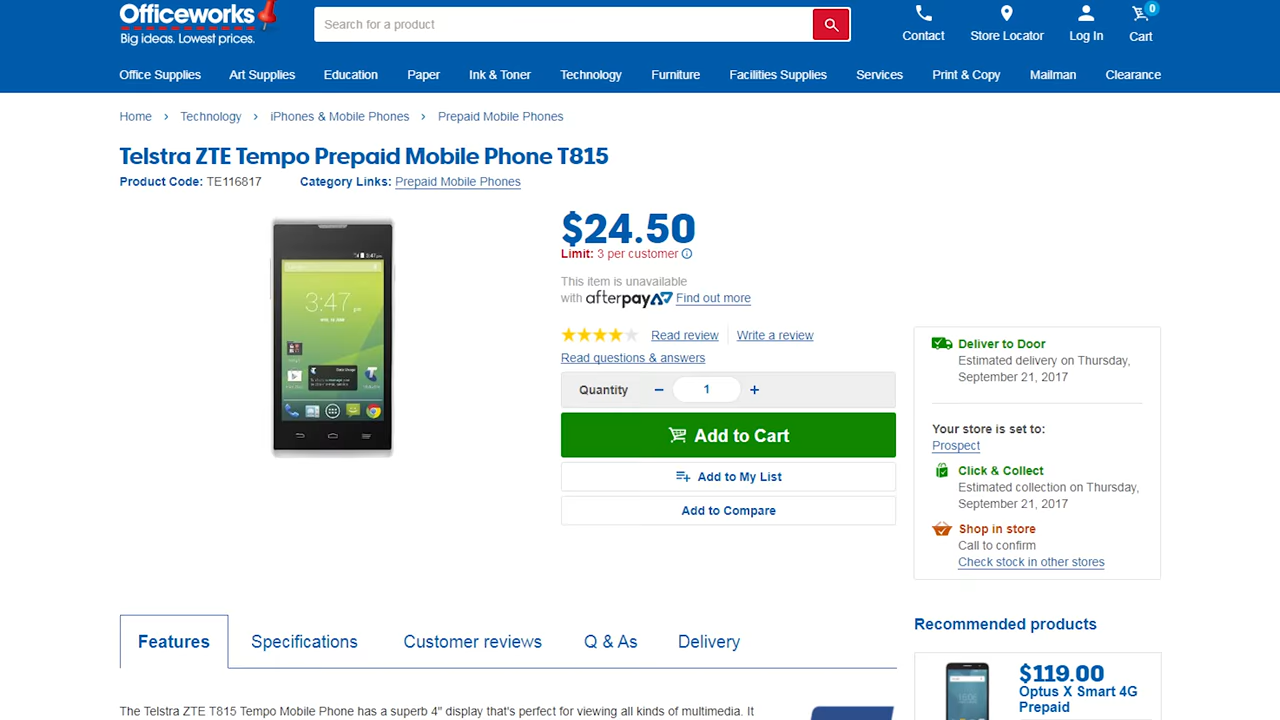 Officeworks
Big ideas. Lowest prices.
Search for a product
Contact
Store Locator
Log In
0
Cart
Office Supplies Art Supplies Education Paper Ink & Toner Technology Furniture Facilities Supplies Services Print & Copy Mailman Clearance
Home › Technology › iPhones & Mobile Phones › Prepaid Mobile Phones
Telstra ZTE Tempo Prepaid Mobile Phone T815
Product Code: TE116817 Category Links: Prepaid Mobile Phones
3:47 pm
$24.50
Limit: 3 per customer
This item is unavailable
with afterpay Find out more
Read review Write a review
Read questions & answers
Quantity − 1 +
Add to Cart
Add to My List
Add to Compare
Deliver to Door
Estimated delivery on Thursday,
September 21, 2017
Your store is set to:
Prospect
Click & Collect
Estimated collection on Thursday,
September 21, 2017
Shop in store
Call to confirm
Check stock in other stores
Features Specifications Customer reviews Q & As Delivery
The Telstra ZTE T815 Tempo Mobile Phone has a superb 4" display that's perfect for viewing all kinds of multimedia. It
Recommended products
$119.00
Optus X Smart 4G
Prepaid